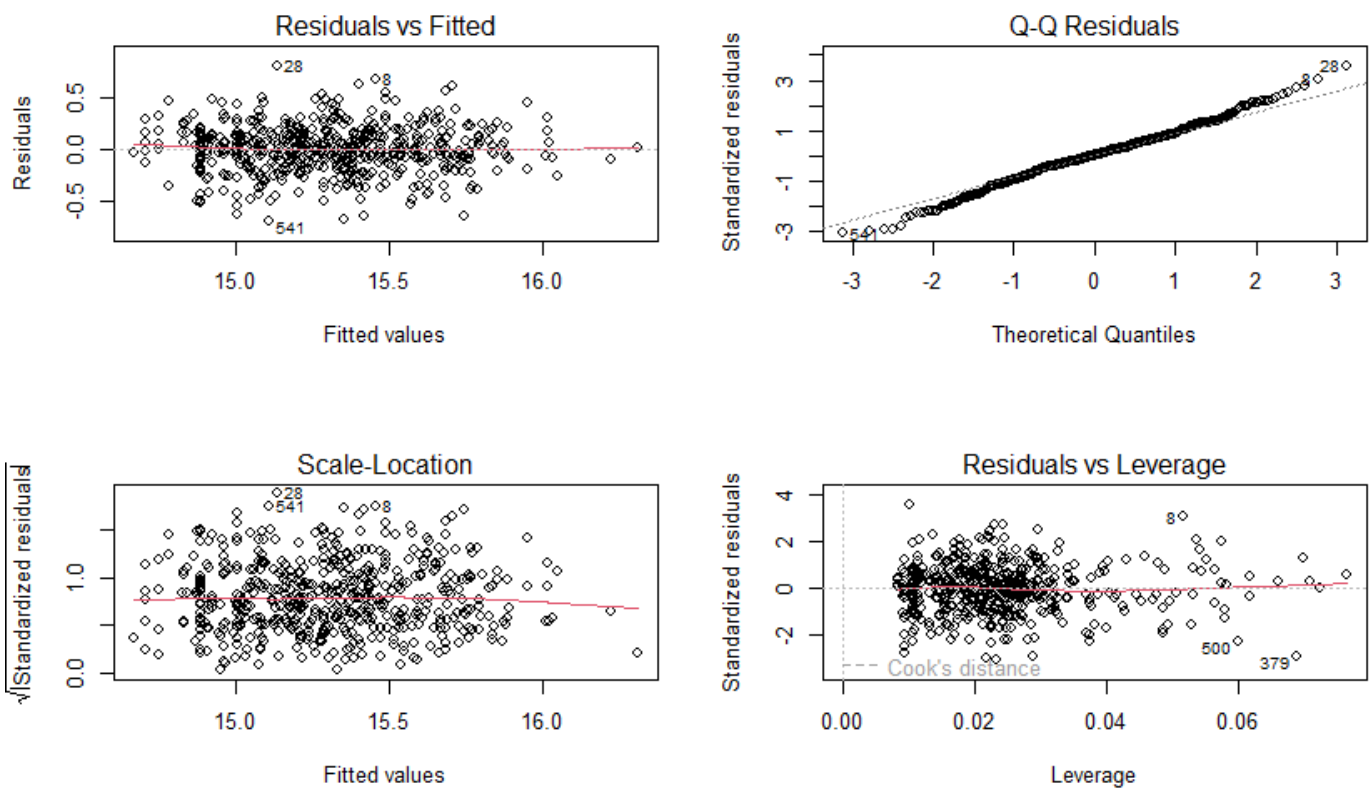 Residuals vs Fitted
Residuals
0.5
0.0
-0.5
28
8
541
15.0 15.5 16.0
Fitted values
Q-Q Residuals
Standardized residuals
3
1
-1
-3
8 28
541
-3 -2 -1 0 1 2 3
Theoretical Quantiles
Scale-Location
√|Standardized residuals|
1.0
0.0
28
541
8
15.0 15.5 16.0
Fitted values
Residuals vs Leverage
Standardized residuals
4
2
0
-2
8
500
379
Cook's distance
0.00 0.02 0.04 0.06
Leverage